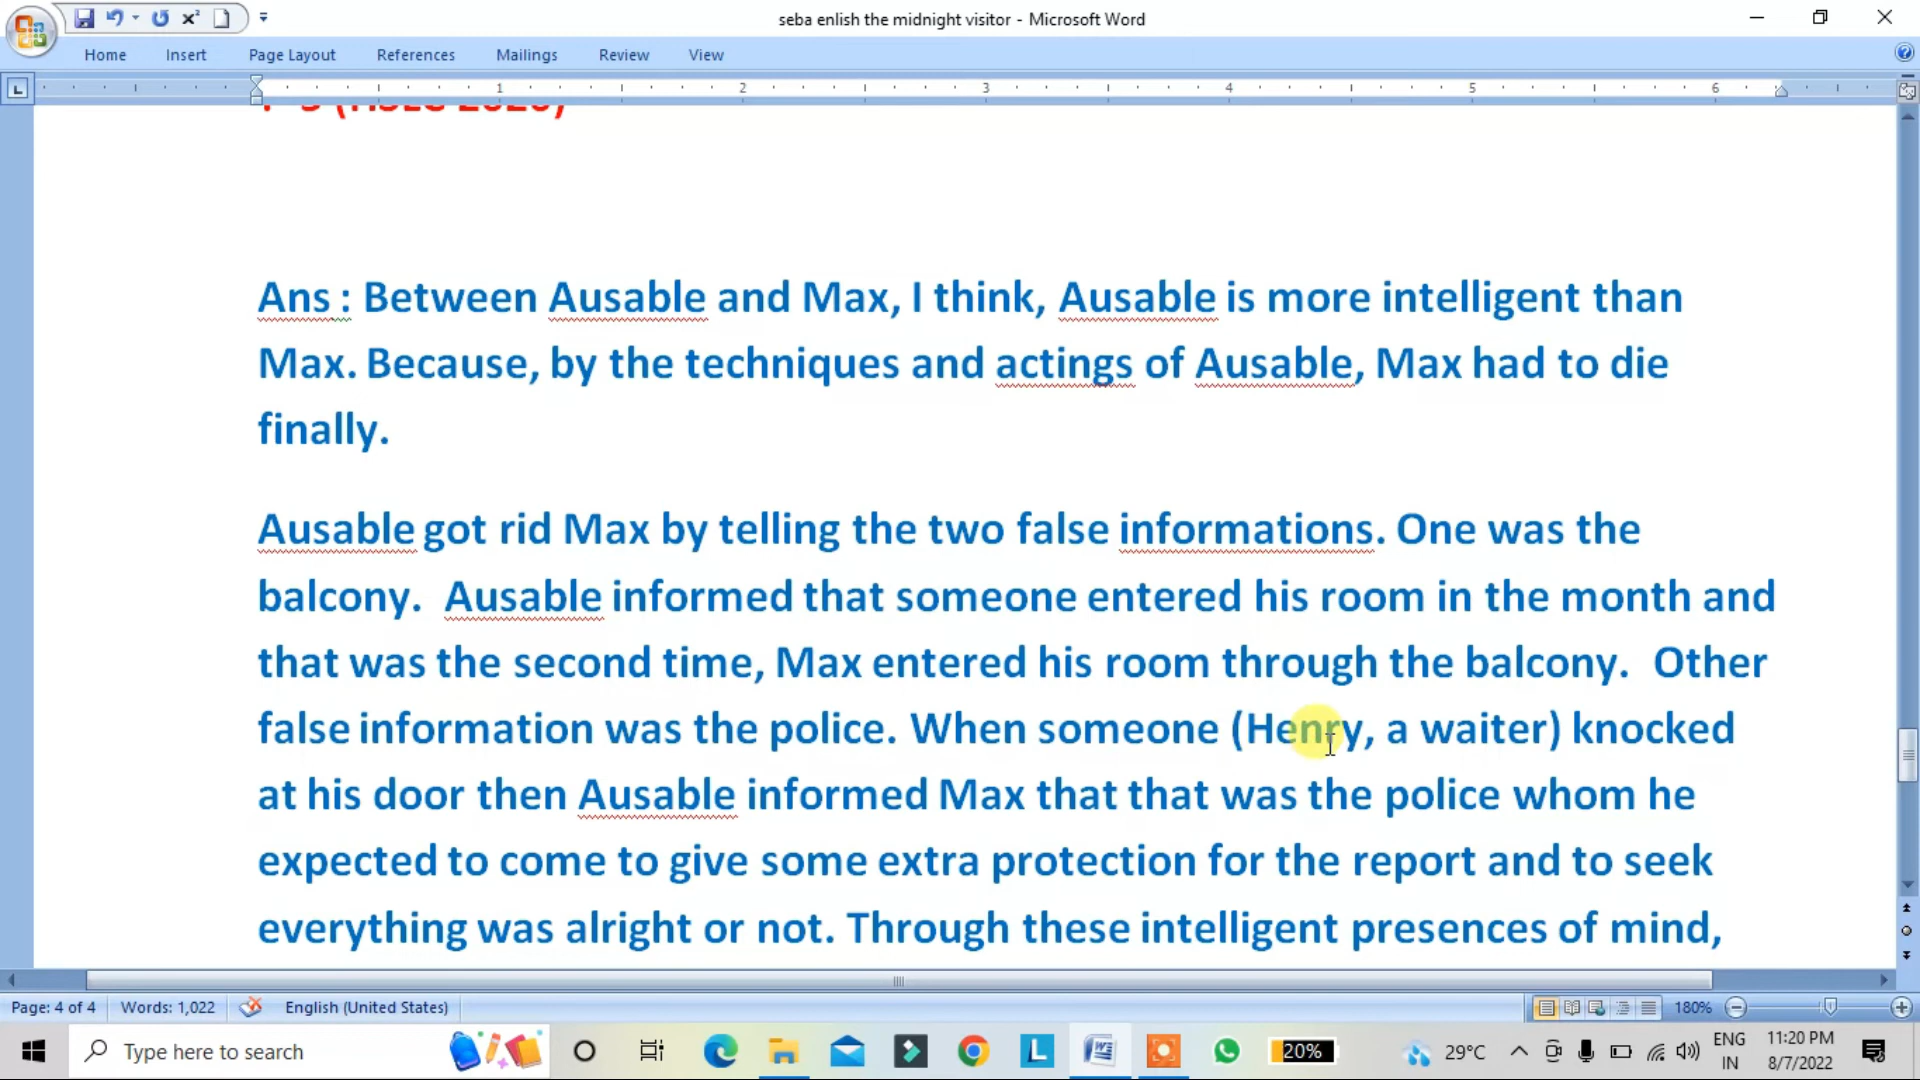 seba enlish the midnight visitor - Microsoft Word
Home Insert Page Layout References Mailings Review View
1 2 3 4 5 6
Ans : Between Ausable and Max, I think, Ausable is more intelligent than
Max. Because, by the techniques and actings of Ausable, Max had to die
finally.
Ausable got rid Max by telling the two false informations. One was the
balcony. Ausable informed that someone entered his room in the month and
that was the second time, Max entered his room through the balcony. Other
false information was the police. When someone (Henry, a waiter) knocked
at his door then Ausable informed Max that that was the police whom he
expected to come to give some extra protection for the report and to seek
everything was alright or not. Through these intelligent presences of mind,
Page: 4 of 4 Words: 1,022 English (United States) 180%
Type here to search 20% 29°C ENG 11:20 PM
IN 8/7/2022